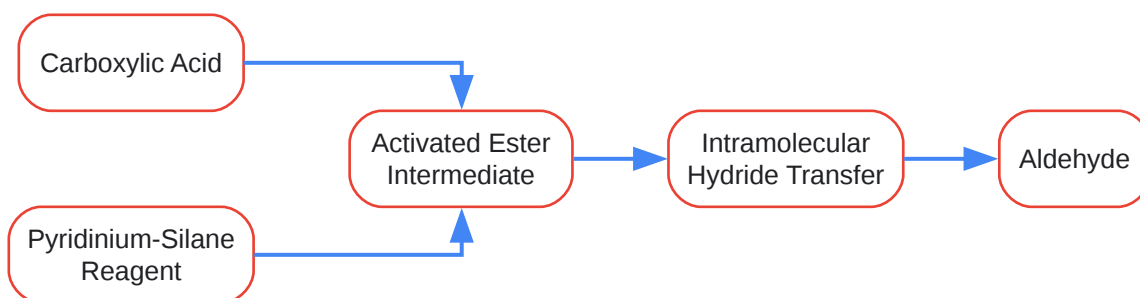 Carboxylic Acid
Pyridinium-Silane
Reagent
Activated Ester
Intermediate
Intramolecular
Hydride Transfer
Aldehyde